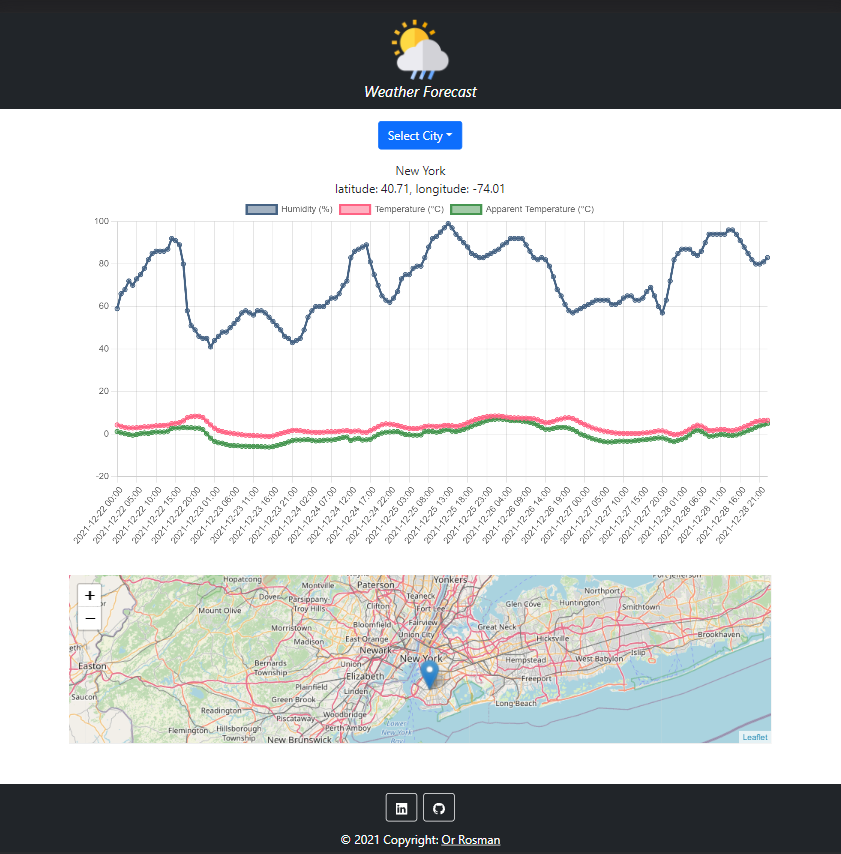 Weather Forecast
Select City
New York
latitude: 40.71, longitude: -74.01
Humidity (%) Temperature (°C) Apparent Temperature (°C)
100
80
60
40
20
0
-20
2021-12-22 00:00 2021-12-22 05:00 2021-12-22 10:00 2021-12-22 15:00 2021-12-22 20:00 2021-12-23 01:00 2021-12-23 06:00 2021-12-23 11:00 2021-12-23 16:00 2021-12-23 21:00 2021-12-24 02:00 2021-12-24 07:00 2021-12-24 12:00 2021-12-24 17:00 2021-12-24 22:00 2021-12-25 03:00 2021-12-25 08:00 2021-12-25 13:00 2021-12-25 18:00 2021-12-25 23:00 2021-12-26 04:00 2021-12-26 09:00 2021-12-26 14:00 2021-12-26 19:00 2021-12-27 00:00 2021-12-27 05:00 2021-12-27 10:00 2021-12-27 15:00 2021-12-27 20:00 2021-12-28 01:00 2021-12-28 06:00 2021-12-28 11:00 2021-12-28 16:00 2021-12-28 21:00
+
−
Hopatcong
Montville
Paterson
Yonkers
Dover
Parsippany-
Troy Hills
Clifton
Teaneck
Fort Lee
Glen Cove
Northport
Huntington
Smithtown
Mount Olive
Bloomfield
Fairview
Union City
Great Neck
Hicksville
Brookhaven
Morristown
Madison
East Orange
Newark
New York
Hempstead
West Babylon
Islip
Easton
Bernards
Township
Union
Elizabeth
Freeport
Saucon
Plainfield
Linden
Long Beach
Green Brook
Readington
Piscataway
Woodbridge
Perth Amboy
Flemington
Hillsborough
Township
New Brunswick
Lower
New York
Leaflet
© 2021 Copyright: Or Rosman